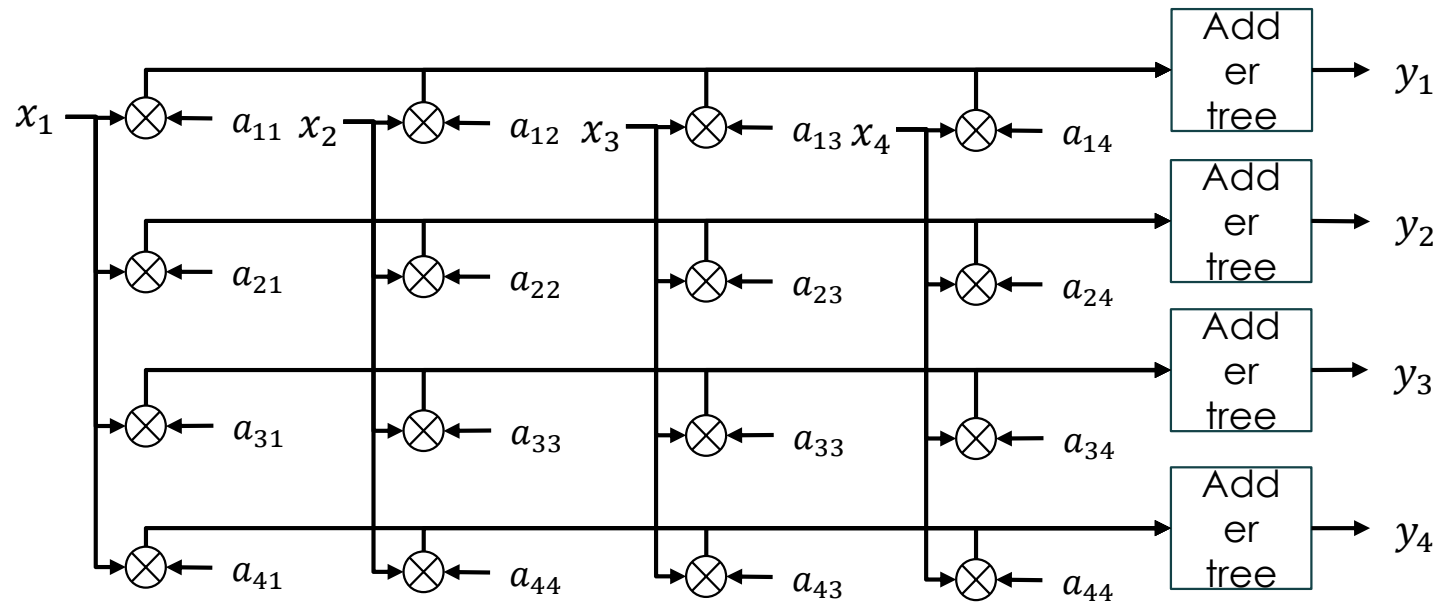 Add
er
tree
y₁
x₁ a₁₁ x₂ a₁₂ x₃ a₁₃ x₄ a₁₄
Add
er
tree
y₂
a₂₁ a₂₂ a₂₃ a₂₄
Add
er
tree
y₃
a₃₁ a₃₃ a₃₃ a₃₄
Add
er
tree
y₄
a₄₁ a₄₄ a₄₃ a₄₄